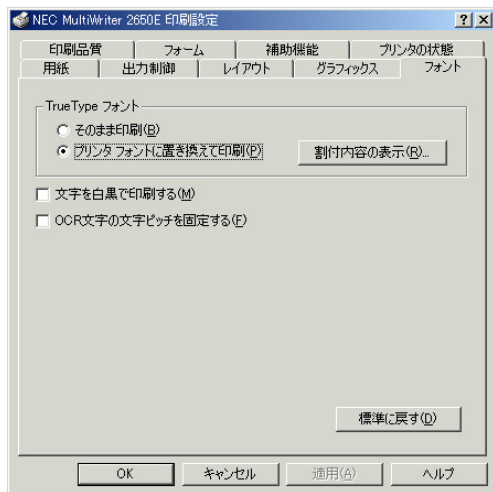 NEC MultiWriter 2650E 印刷設定
印刷品質 フォーム 補助機能 プリンタの状態
用紙 出力制御 レイアウト グラフィックス フォント
TrueType フォント
そのまま印刷(B)
プリンタ フォントに置き換えて印刷(P)
割付内容の表示(R)...
文字を白黒で印刷する(M)
OCR文字の文字ピッチを固定する(F)
標準に戻す(D)
OK キャンセル 適用(A) ヘルプ